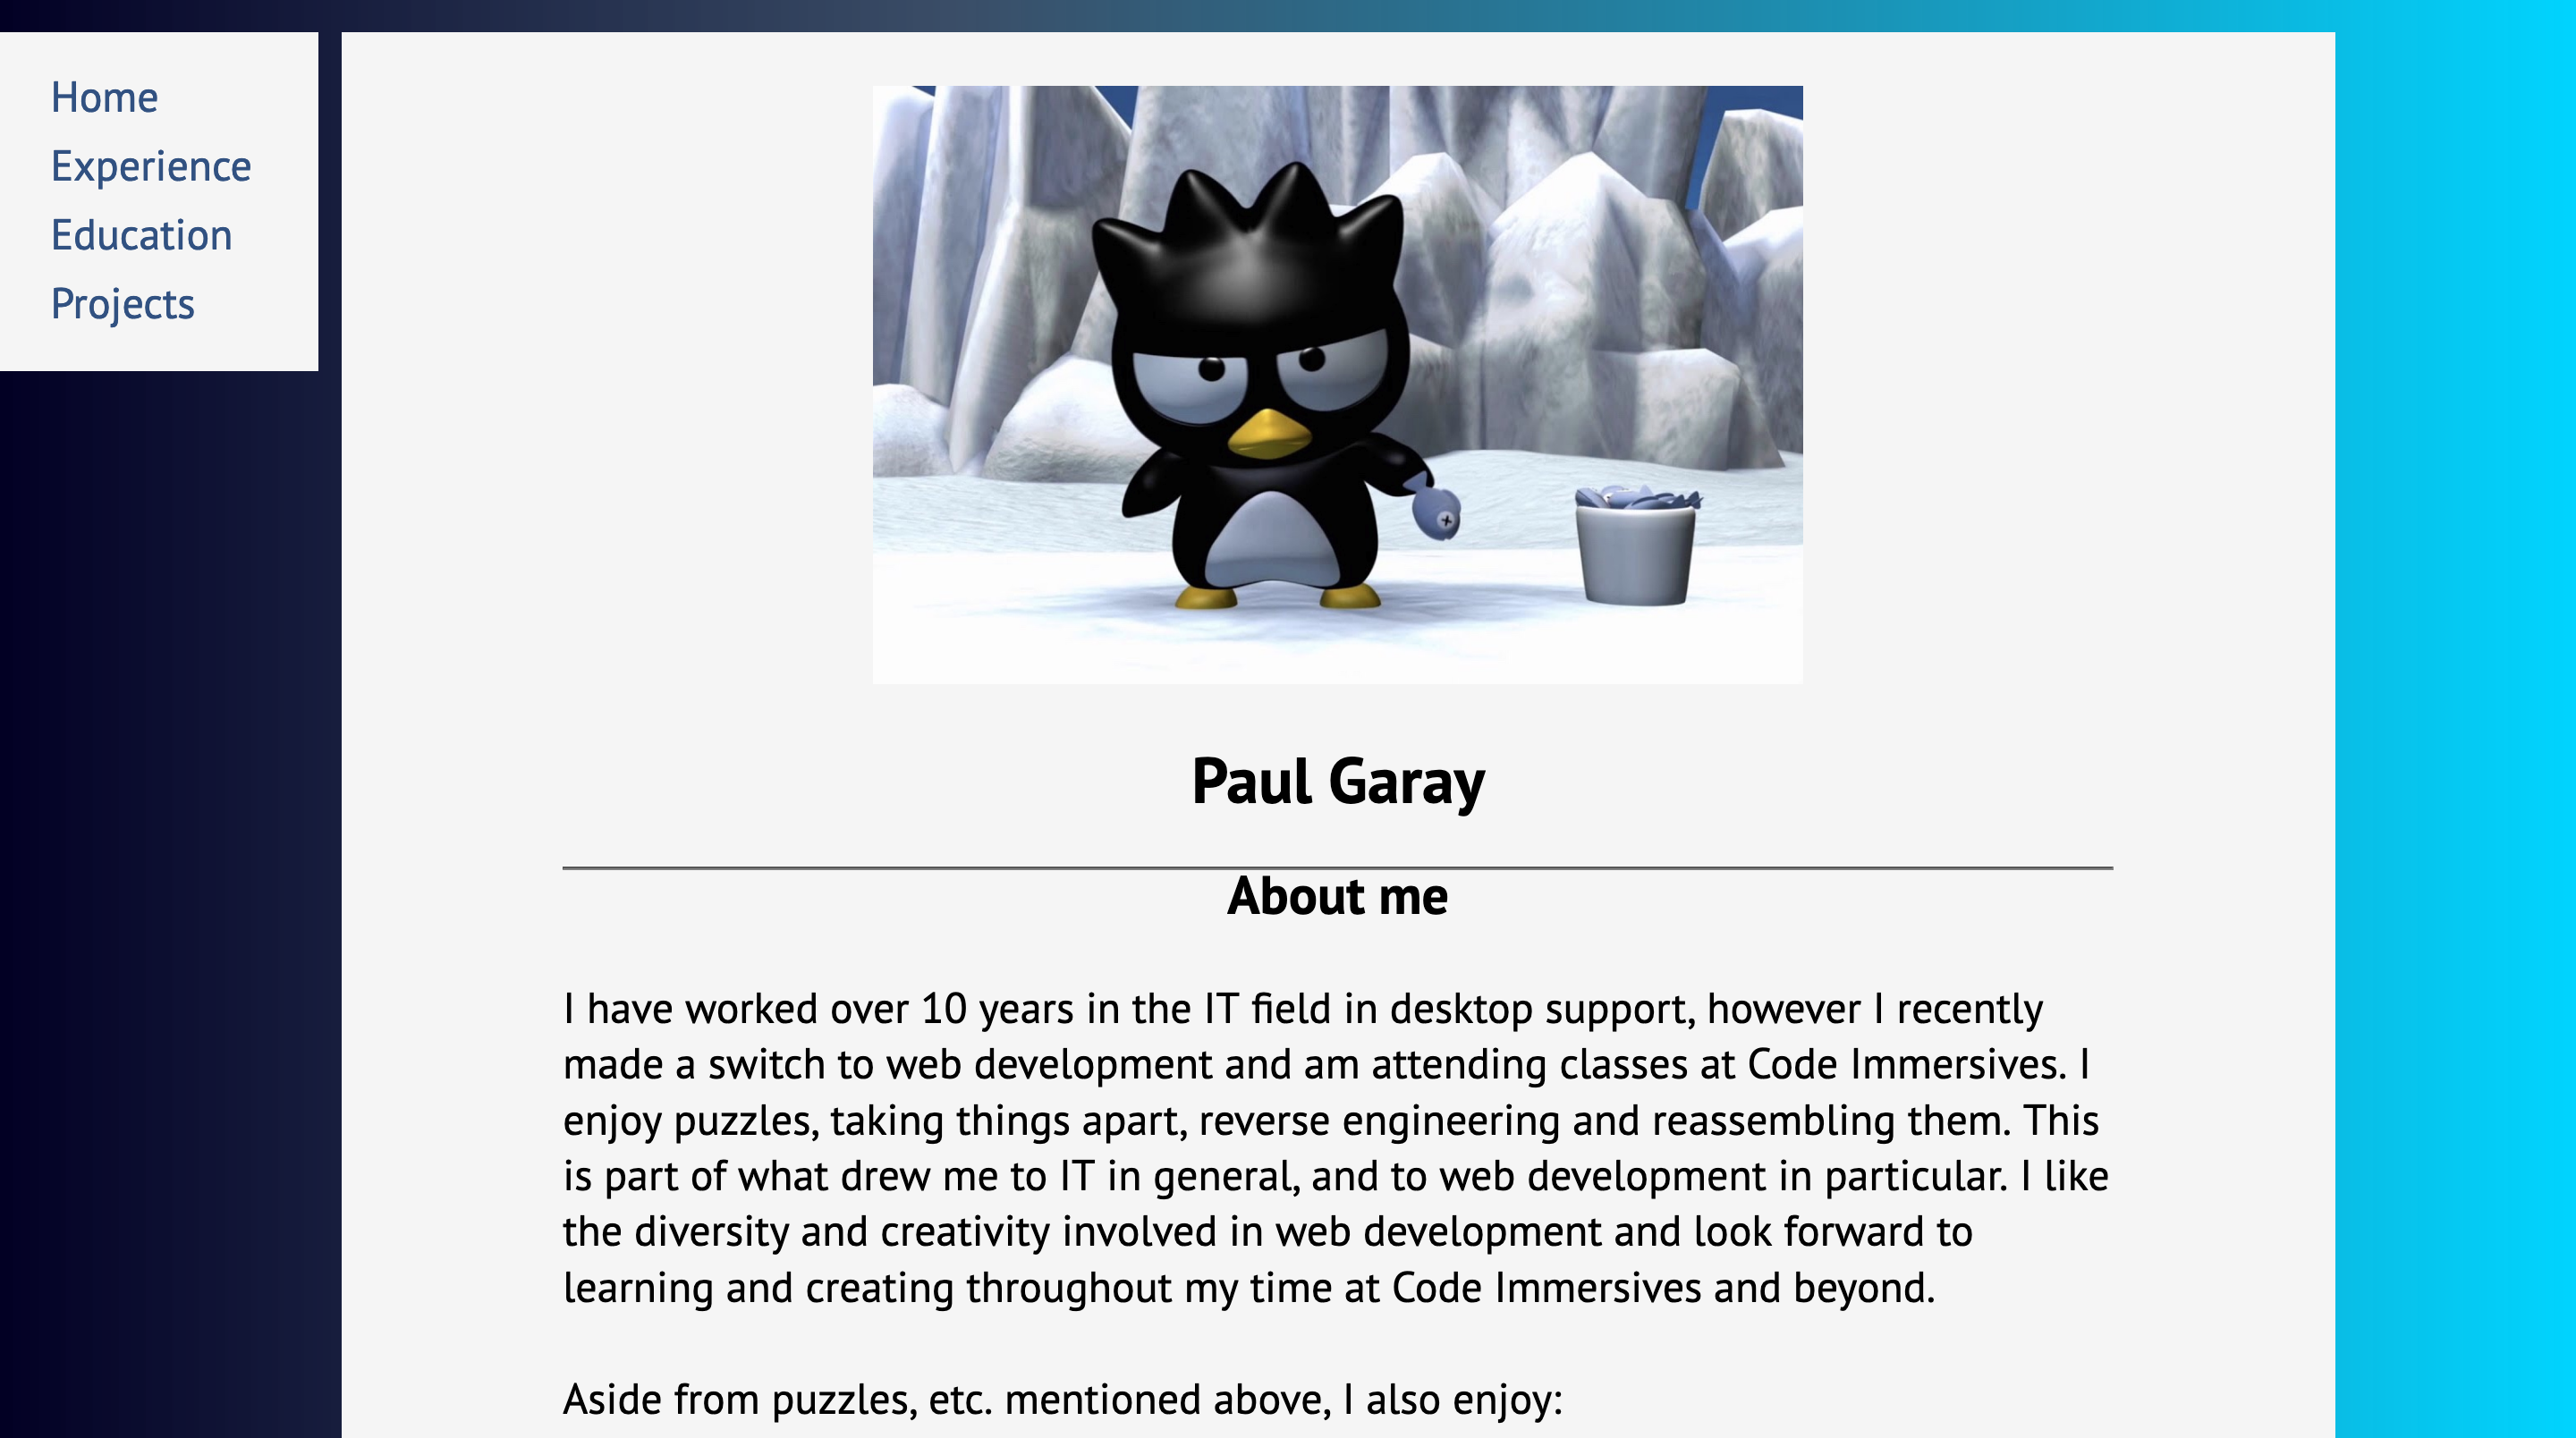 Home
Experience
Education
Projects
Paul Garay
About me
I have worked over 10 years in the IT field in desktop support, however I recently
made a switch to web development and am attending classes at Code Immersives. I
enjoy puzzles, taking things apart, reverse engineering and reassembling them. This
is part of what drew me to IT in general, and to web development in particular. I like
the diversity and creativity involved in web development and look forward to
learning and creating throughout my time at Code Immersives and beyond.
Aside from puzzles, etc. mentioned above, I also enjoy: